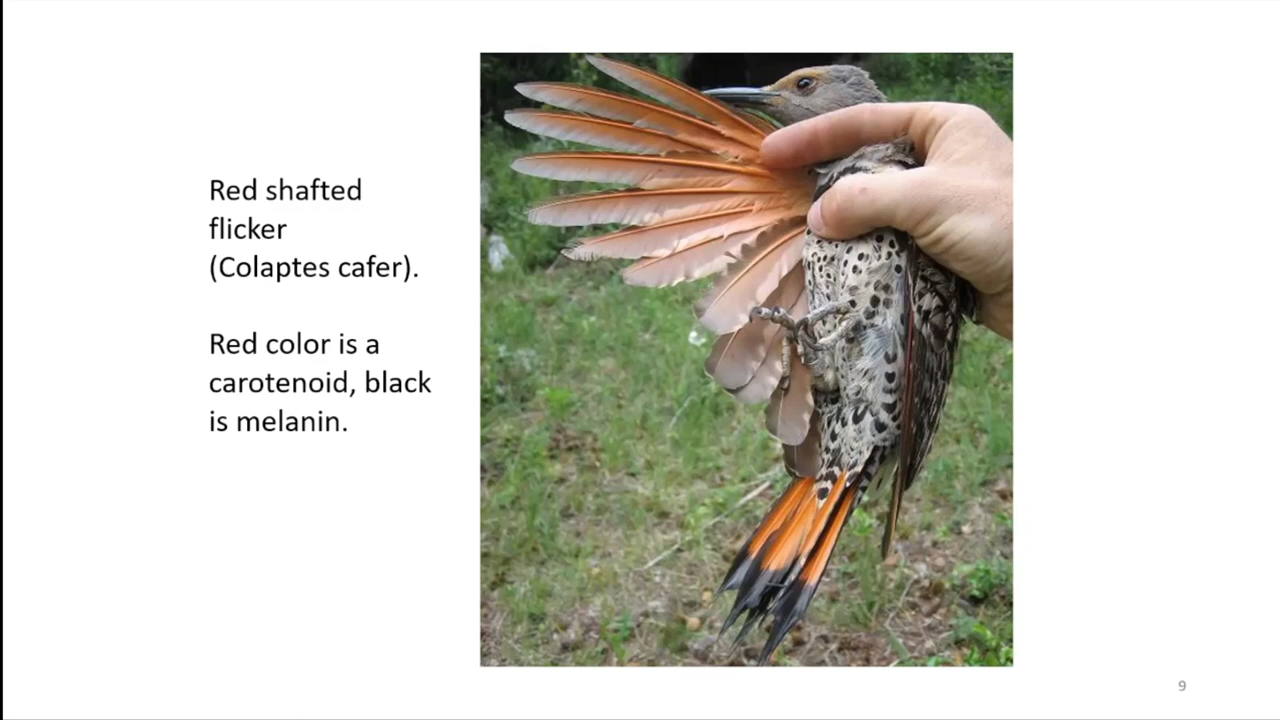 Red shafted
flicker
(Colaptes cafer).
Red color is a
carotenoid, black
is melanin.
9